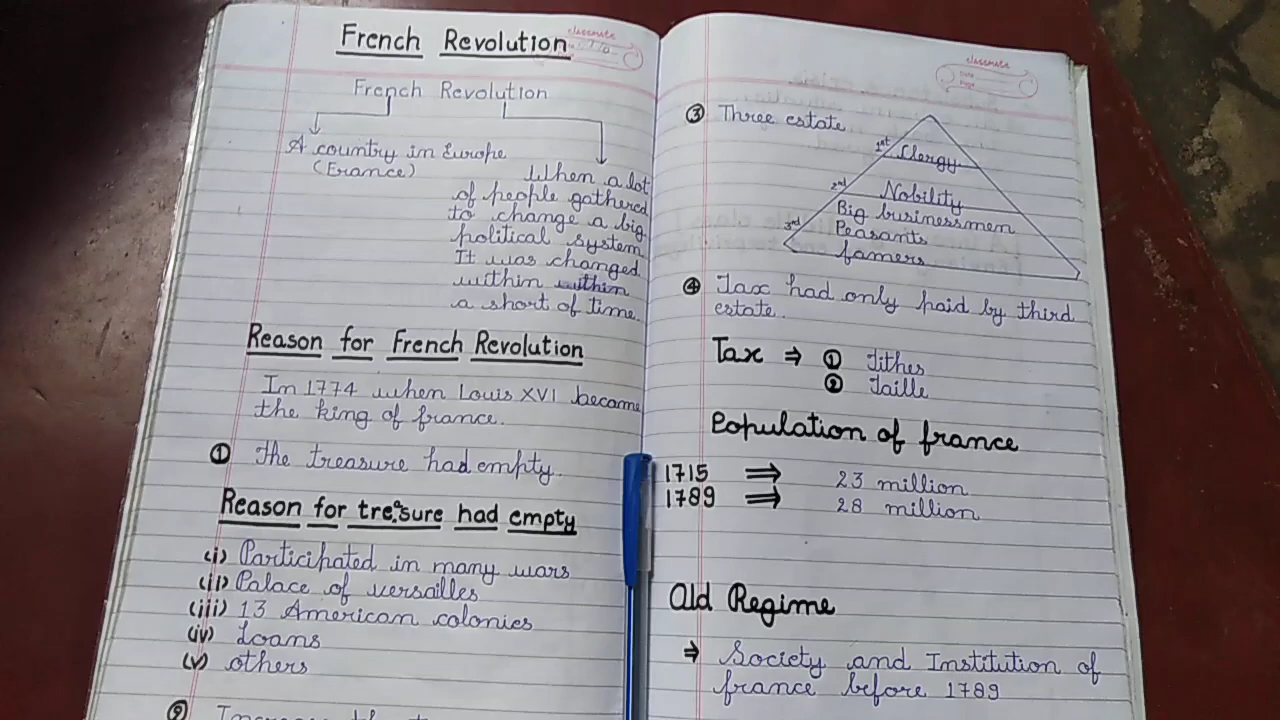 French Revolution
classmate
French Revolution
A country in Europe
(France)
When a lot
of people gathered
to change a big
political system
It was changed
within within
a short of time.
Reason for French Revolution
In 1774 when Louis XVI became
the king of france.
① the treasure had empty.
Reason for tresure had empty
(i) Participated in many wars
(ii) Palace of versailles
(iii) 13 American colonies
(iv) Loans
(v) others
②
classmate
Date
Page
③ Three estate
1st Clergy
2nd Nobility
Big businessmen
3rd Peasants
famers
④ Tax had only paid by third
estate.
Tax ⇒ ① Tithes
② Taille
Population of france
1715 ⇒ 23 million
1789 ⇒ 28 million
Old Regime
⇒ Society and Institution of
france before 1789